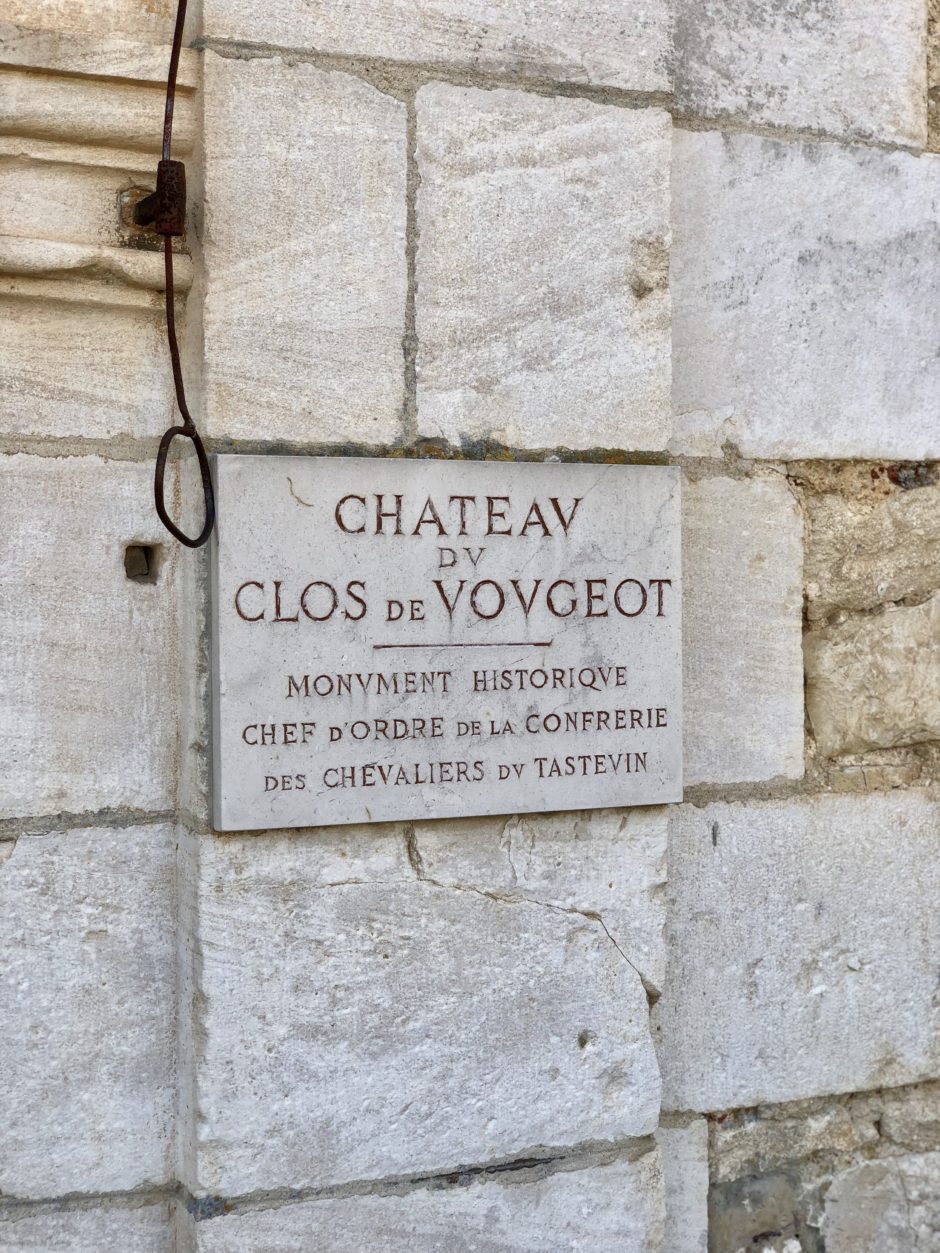 CHATEAV
DV
CLOS DE VOVGEOT
MONVMENT HISTORIQVE
CHEF D'ORDRE DE LA CONFRERIE
DES CHEVALIERS DV TASTEVIN